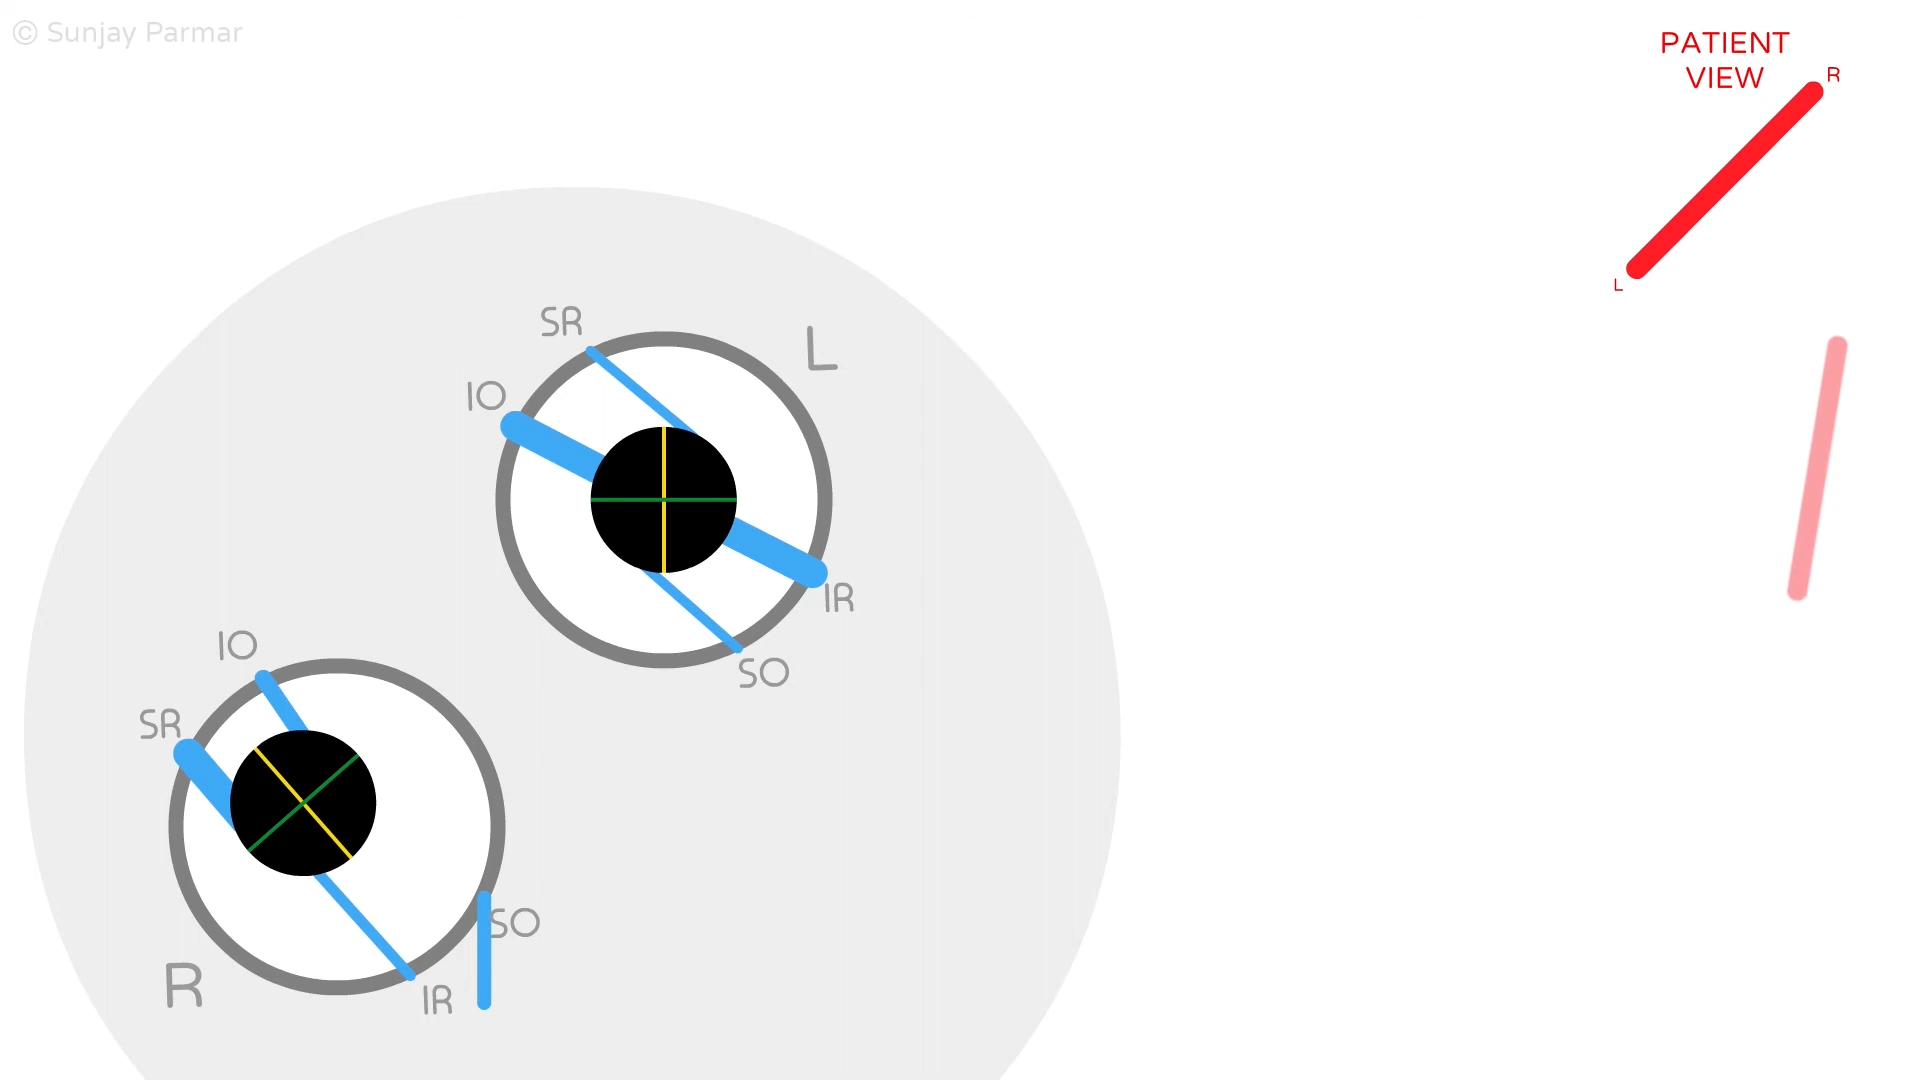 © Sunjay Parmar
PATIENT
VIEW
R
L
SR
L
IO
IR
IO
SO
SR
SO
R
IR